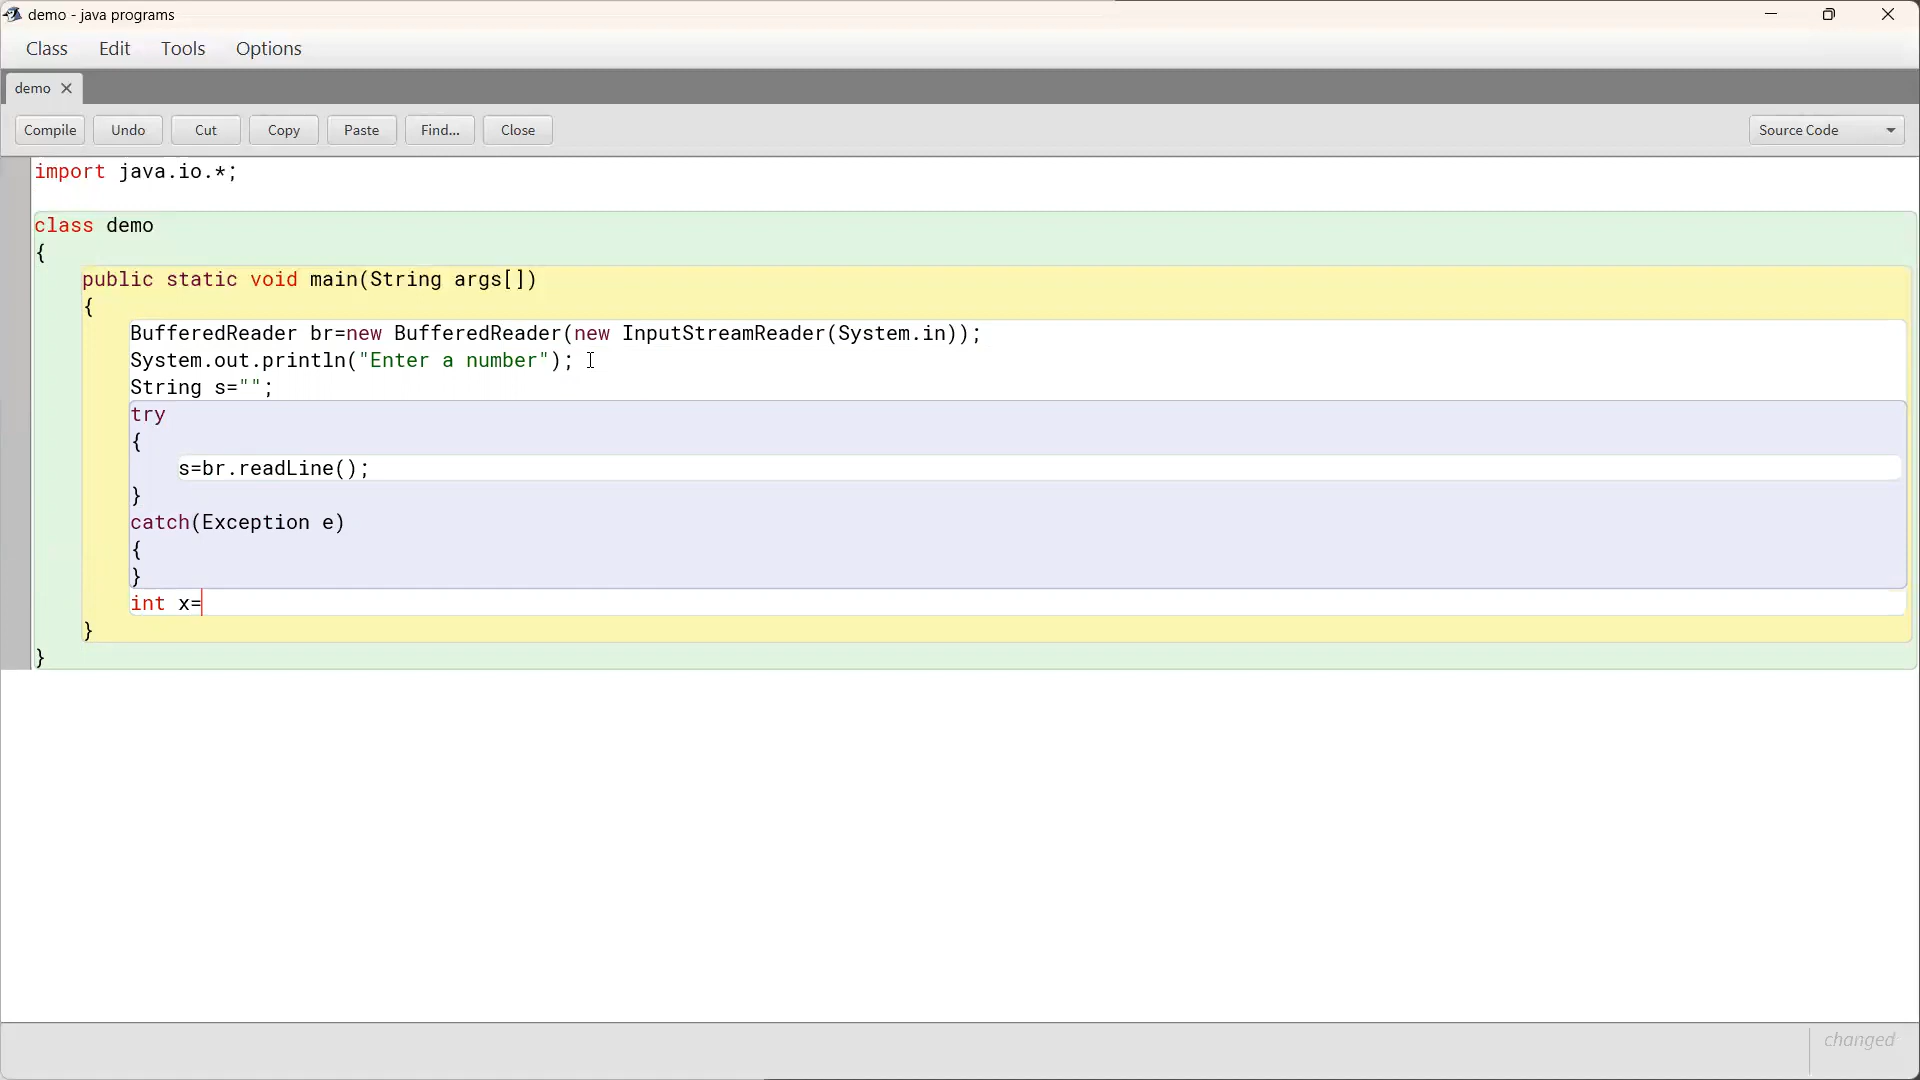 demo - java programs
Class Edit Tools Options
demo
Compile Undo Cut Copy Paste Find... Close Source Code
import java.io.*;
class demo
{
public static void main(String args[])
{
BufferedReader br=new BufferedReader(new InputStreamReader(System.in));
System.out.println("Enter a number");
String s="";
try
{
s=br.readLine();
}
catch(Exception e)
{
}
int x=
}
}
changed